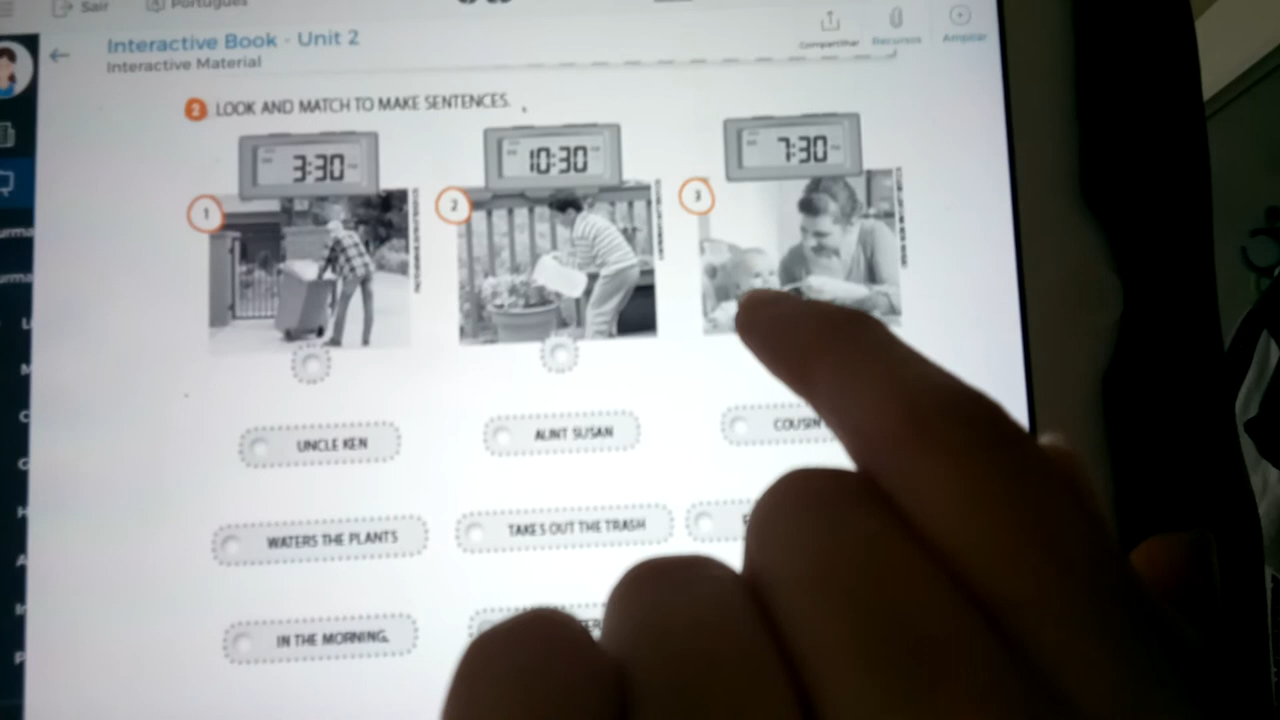 Sair
Português
Interactive Book - Unit 2
Interactive Material
Compartilhar
Recursos
Ampliar
2 LOOK AND MATCH TO MAKE SENTENCES.
3:30
10:30
7:30
1
2
3
UNCLE KEN
AUNT SUSAN
COUSIN
WATERS THE PLANTS
TAKES OUT THE TRASH
IN THE MORNING.